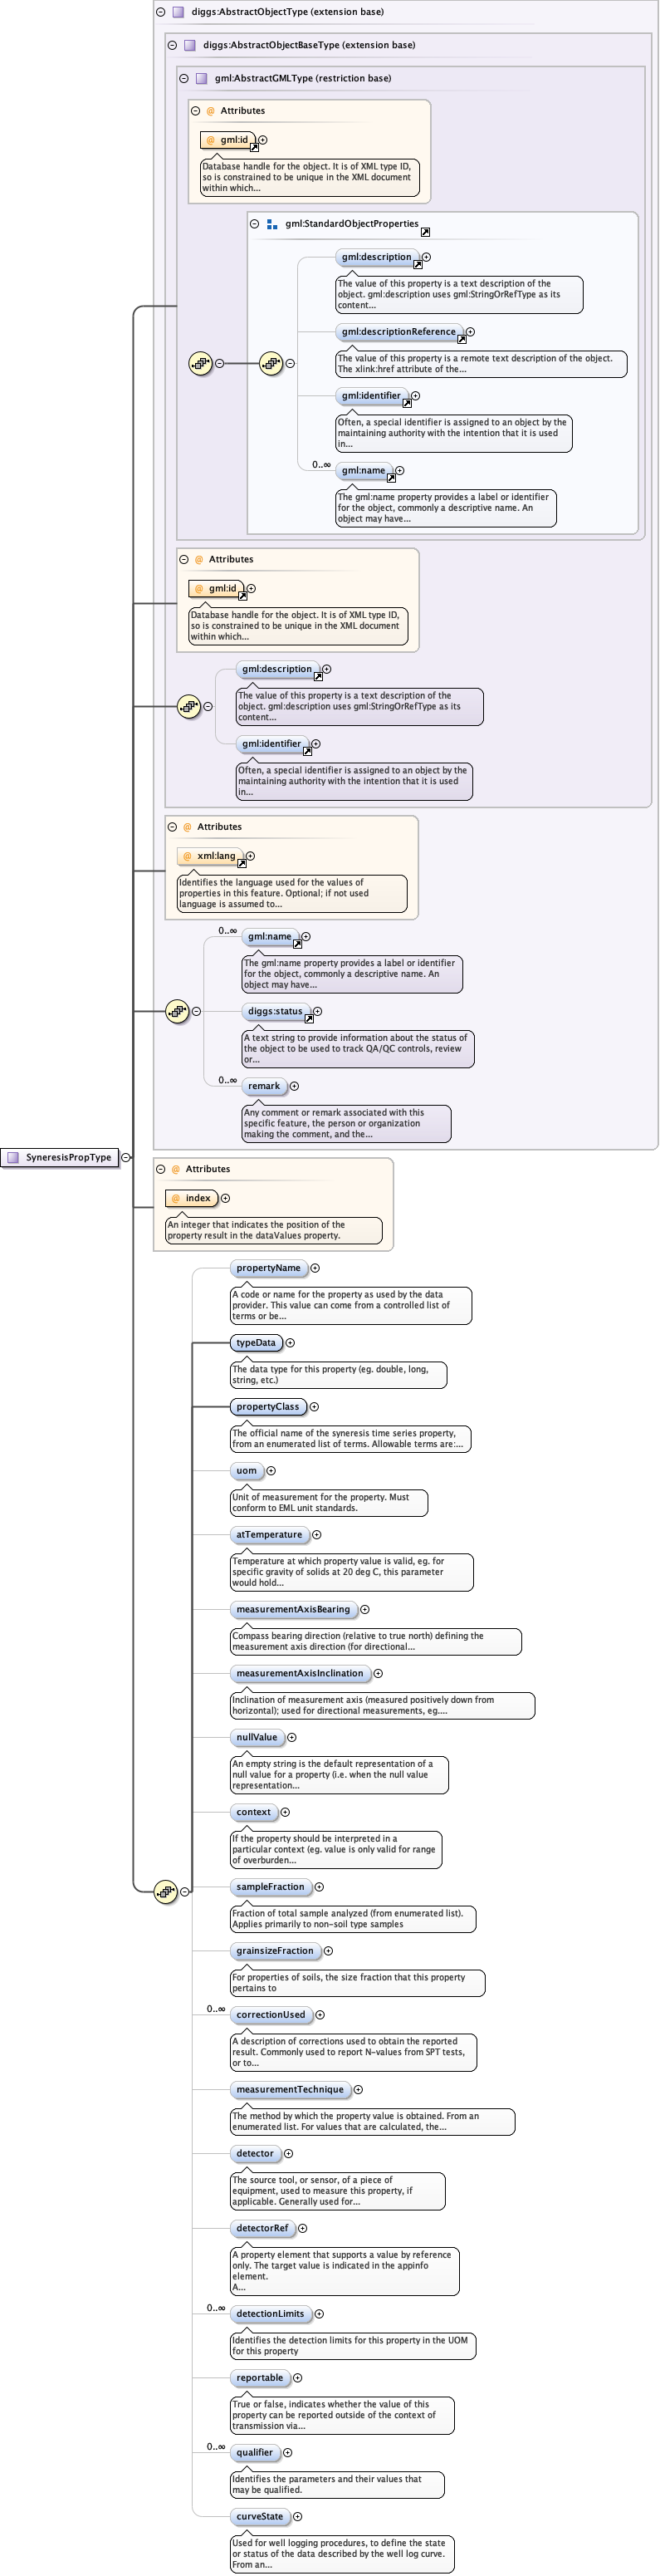 diggs:AbstractObjectType (extension base)
diggs:AbstractObjectBaseType (extension base)
gml:AbstractGMLType (restriction base)
@ Attributes
@ gml:id
Database handle for the object. It is of XML type ID,
so is constrained to be unique in the XML document
within which...
gml:StandardObjectProperties
gml:description
The value of this property is a text description of the
object. gml:description uses gml:StringOrRefType as its
content...
gml:descriptionReference
The value of this property is a remote text description of the object.
The xlink:href attribute of the...
gml:identifier
Often, a special identifier is assigned to an object by the
maintaining authority with the intention that it is used
in...
0..∞
gml:name
The gml:name property provides a label or identifier
for the object, commonly a descriptive name. An
object may have...
@ Attributes
@ gml:id
Database handle for the object. It is of XML type ID,
so is constrained to be unique in the XML document
within which...
gml:description
The value of this property is a text description of the
object. gml:description uses gml:StringOrRefType as its
content...
gml:identifier
Often, a special identifier is assigned to an object by the
maintaining authority with the intention that it is used
in...
@ Attributes
@ xml:lang
Identifies the language used for the values of
properties in this feature. Optional; if not used
language is assumed to...
0..∞
gml:name
The gml:name property provides a label or identifier
for the object, commonly a descriptive name. An
object may have...
diggs:status
A text string to provide information about the status of
the object to be used to track QA/QC controls, review
or...
0..∞
remark
Any comment or remark associated with this
specific feature, the person or organization
making the comment, and the...
SyneresisPropType
@ Attributes
@ index
An integer that indicates the position of the
property result in the dataValues property.
propertyName
A code or name for the property as used by the data
provider. This value can come from a controlled list of
terms or be...
typeData
The data type for this property (eg. double, long,
string, etc.)
propertyClass
The official name of the syneresis time series property,
from an enumerated list of terms. Allowable terms are:...
uom
Unit of measurement for the property. Must
conform to EML unit standards.
atTemperature
Temperature at which property value is valid, eg. for
specific gravity of solids at 20 deg C, this parameter
would hold...
measurementAxisBearing
Compass bearing direction (relative to true north) defining the
measurement axis direction (for directional...
measurementAxisInclination
Inclination of measurement axis (measured positively down from
horizontal); used for directional measurements, eg....
nullValue
An empty string is the default representation of a
null value for a property (i.e. when the null value
representation...
context
If the property should be interpreted in a
particular context (eg. value is only valid for range
of overburden...
sampleFraction
Fraction of total sample analyzed (from enumerated list).
Applies primarily to non-soil type samples
grainsizeFraction
For properties of soils, the size fraction that this property
pertains to
0..∞
correctionUsed
A description of corrections used to obtain the reported
result. Commonly used to report N-values from SPT tests,
or to...
measurementTechnique
The method by which the property value is obtained. From an
enumerated list. For values that are calculated, the...
detector
The source tool, or sensor, of a piece of
equipment, used to measure this property, if
applicable. Generally used for...
detectorRef
A property element that supports a value by reference
only. The target value is indicated in the appinfo
element.
A...
0..∞
detectionLimits
Identifies the detection limits for this property in the UOM
for this property
reportable
True or false, indicates whether the value of this
property can be reported outside of the context of
transmission via...
0..∞
qualifier
Identifies the parameters and their values that
may be qualified.
curveState
Used for well logging procedures, to define the state
or status of the data described by the well log curve.
From an...